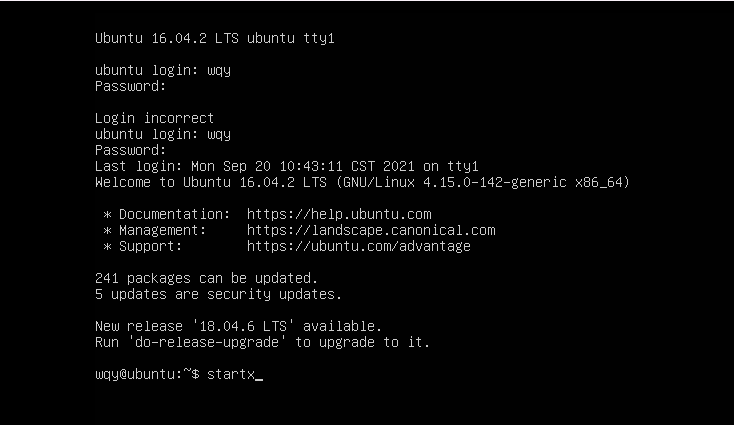 Ubuntu 16.04.2 LTS ubuntu tty1
ubuntu login: wqy
Password:
Login incorrect
ubuntu login: wqy
Password:
Last login: Mon Sep 20 10:43:11 CST 2021 on tty1
Welcome to Ubuntu 16.04.2 LTS (GNU/Linux 4.15.0-142-generic x86_64)
* Documentation:  https://help.ubuntu.com
* Management:     https://landscape.canonical.com
* Support:        https://ubuntu.com/advantage
241 packages can be updated.
5 updates are security updates.
New release '18.04.6 LTS' available.
Run 'do-release-upgrade' to upgrade to it.
wqy@ubuntu:~$ startx_